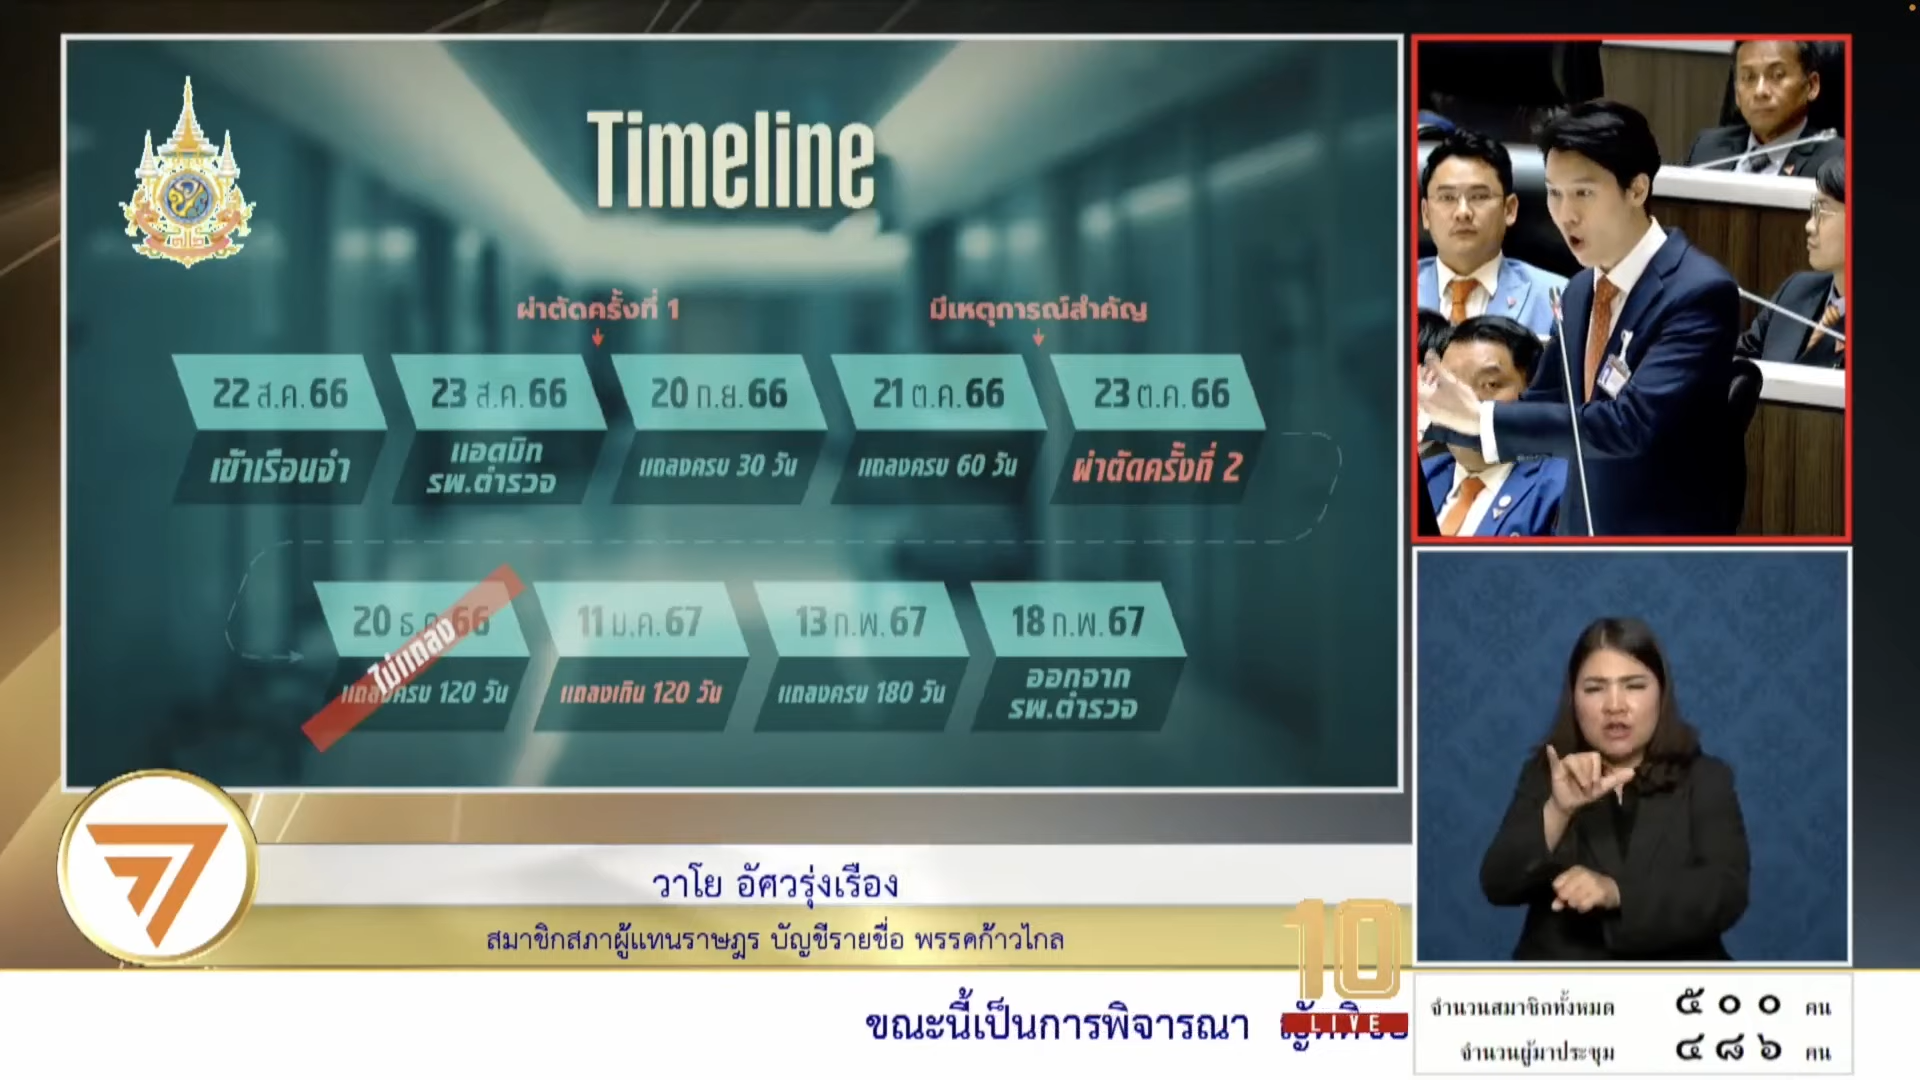 Timeline
ผ่าตัดครั้งที่ 1
มีเหตุการณ์สำคัญ
22 ส.ค. 66
23 ส.ค. 66
20 ก.ย. 66
21 ต.ค. 66
23 ต.ค. 66
เข้าเรือนจำ
แอดมิท
รพ.ตำรวจ
แถลงครบ 30 วัน
แถลงครบ 60 วัน
ผ่าตัดครั้งที่ 2
20 ธ.ค. 66
11 ม.ค. 67
13 ก.พ. 67
18 ก.พ. 67
ไม่แถลง
แถลงครบ 120 วัน
แถลงเกิน 120 วัน
แถลงครบ 180 วัน
ออกจาก
รพ.ตำรวจ
วาโย อัศวรุ่งเรือง
สมาชิกสภาผู้แทนราษฎร บัญชีรายชื่อ พรรคก้าวไกล
10
LIVE
ขณะนี้เป็นการพิจารณา
จำนวนสมาชิกทั้งหมด ๕๐๐ คน
จำนวนผู้มาประชุม ๔๘๖ คน